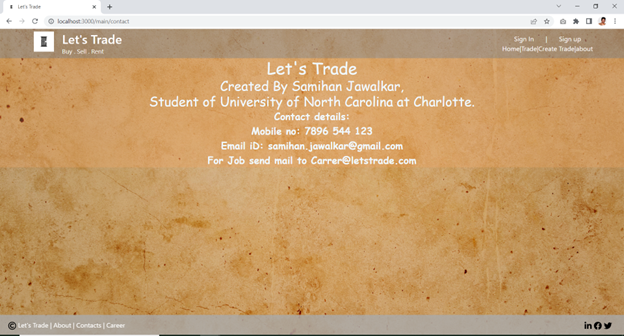 Let's Trade
localhost:3000/main/contact
Let's Trade
Buy . Sell . Rent
Sign In | Sign up
Home|Trade|Create Trade|about
Let's Trade
Created By Samihan Jawalkar,
Student of University of North Carolina at Charlotte.
Contact details:
Mobile no: 7896 544 123
Email iD: samihan.jawalkar@gmail.com
For Job send mail to Carrer@letstrade.com
© Let's Trade | About | Contacts | Career